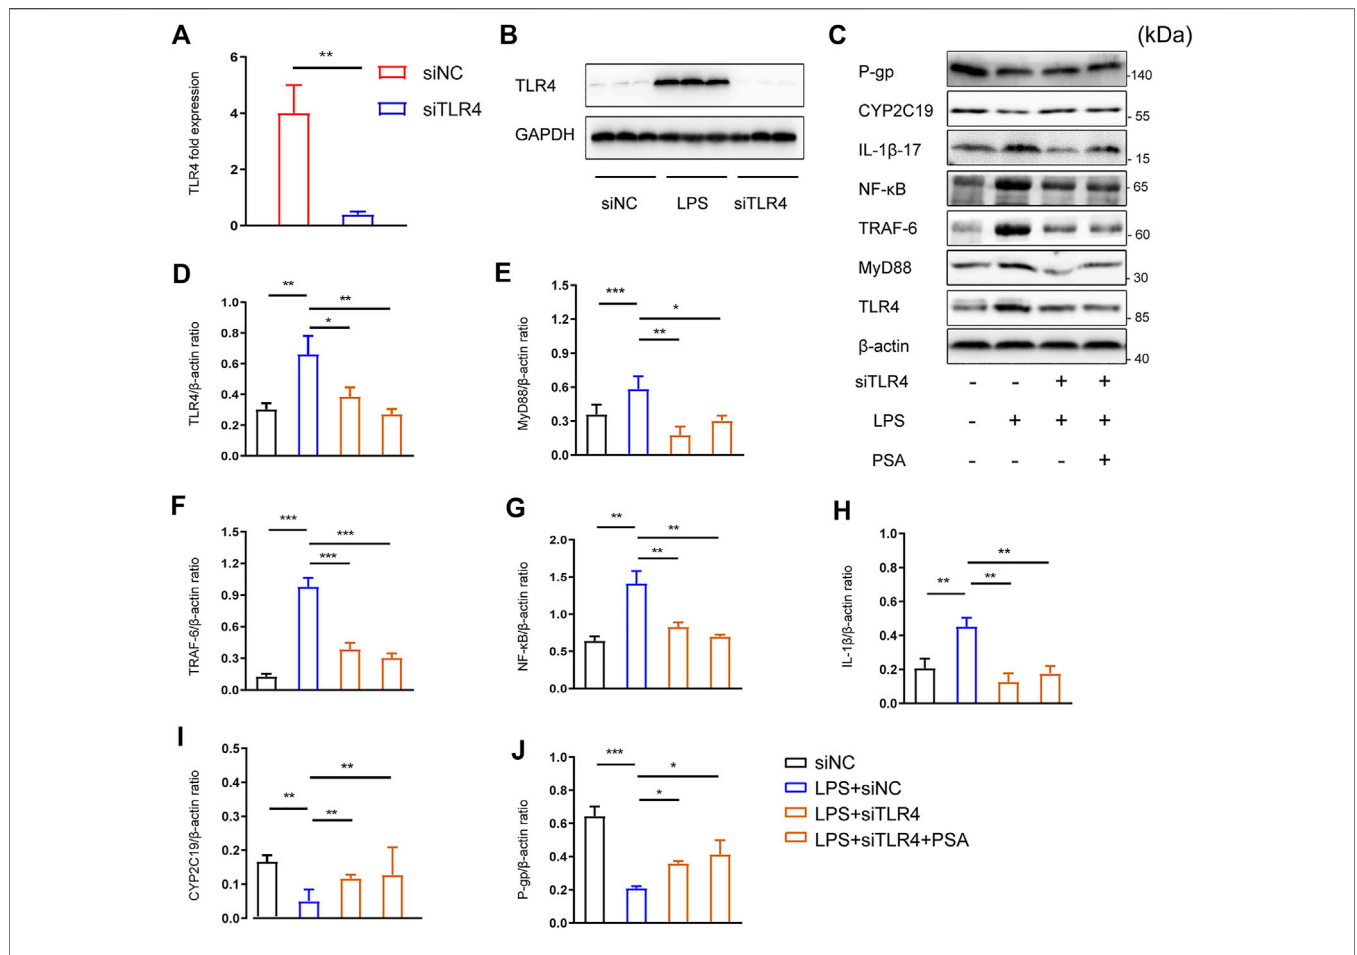 A
TLR4 fold expression
6
4
2
0
**
siNC
siTLR4
B
TLR4
GAPDH
siNC LPS siTLR4
C
(kDa)
P-gp
140
CYP2C19
55
IL-1β-17
15
NF-κB
65
TRAF-6
60
MyD88
30
TLR4
85
β-actin
40
siTLR4 - - + +
LPS - + + +
PSA - - - +
D
TLR4/β-actin ratio
1.0
0.8
0.6
0.4
0.2
0.0
**
**
*
E
MyD88/β-actin ratio
1.5
1.2
0.9
0.6
0.3
0.0
***
*
**
F
TRAF-6/β-actin ratio
1.5
1.2
0.9
0.6
0.3
0.0
***
***
***
G
NF-κB/β-actin ratio
2.0
1.5
1.0
0.5
0.0
**
**
**
H
IL-1β/β-actin ratio
1.0
0.8
0.6
0.4
0.2
0.0
**
**
**
I
CYP2C19/β-actin ratio
0.5
0.4
0.3
0.2
0.1
0.0
**
**
**
J
P-gp/β-actin ratio
1.0
0.8
0.6
0.4
0.2
0.0
***
*
*
siNC
LPS+siNC
LPS+siTLR4
LPS+siTLR4+PSA